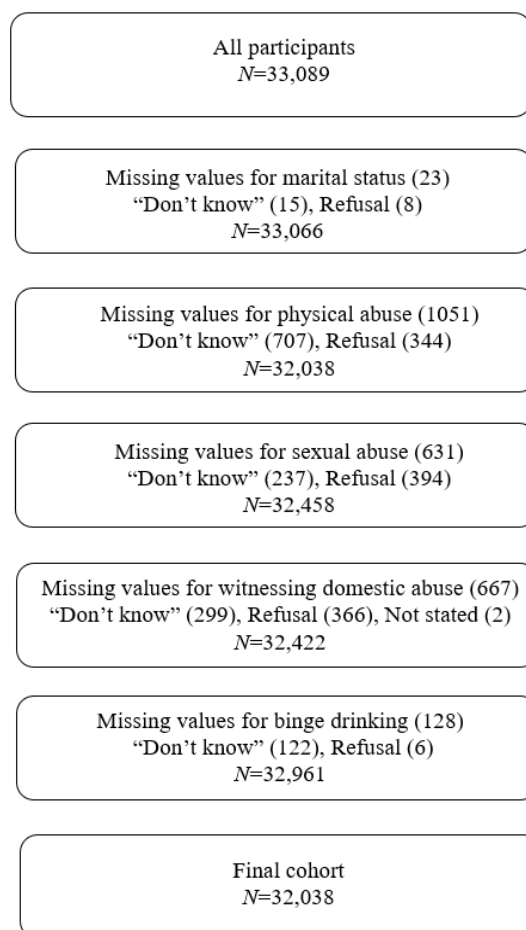 All participants
N=33,089
Missing values for marital status (23)
“Don’t know” (15), Refusal (8)
N=33,066
Missing values for physical abuse (1051)
“Don’t know” (707), Refusal (344)
N=32,038
Missing values for sexual abuse (631)
“Don’t know” (237), Refusal (394)
N=32,458
Missing values for witnessing domestic abuse (667)
“Don’t know” (299), Refusal (366), Not stated (2)
N=32,422
Missing values for binge drinking (128)
“Don’t know” (122), Refusal (6)
N=32,961
Final cohort
N=32,038